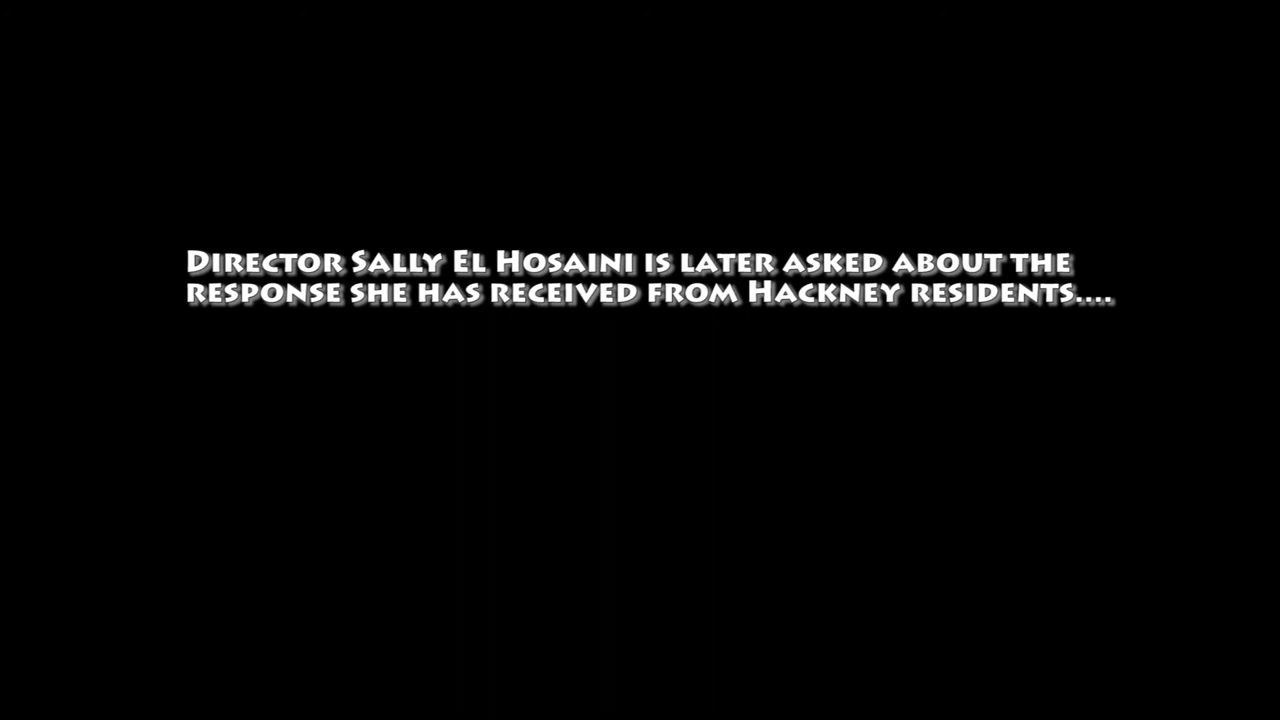 Director Sally El Hosaini is later asked about the
response she has received from Hackney residents....